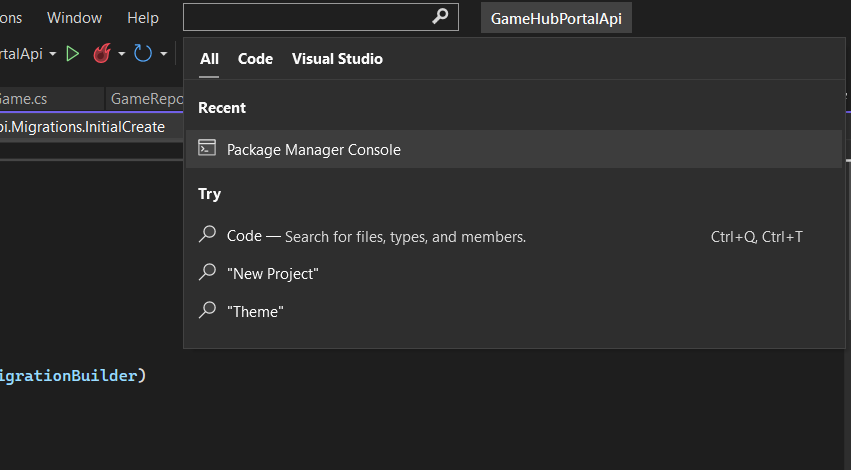 ons Window Help GameHubPortalApi
rtalApi
All Code Visual Studio
Game.cs GameRepo
Recent
pi.Migrations.InitialCreate
Package Manager Console
Try
Code — Search for files, types, and members. Ctrl+Q, Ctrl+T
"New Project"
"Theme"
igrationBuilder)